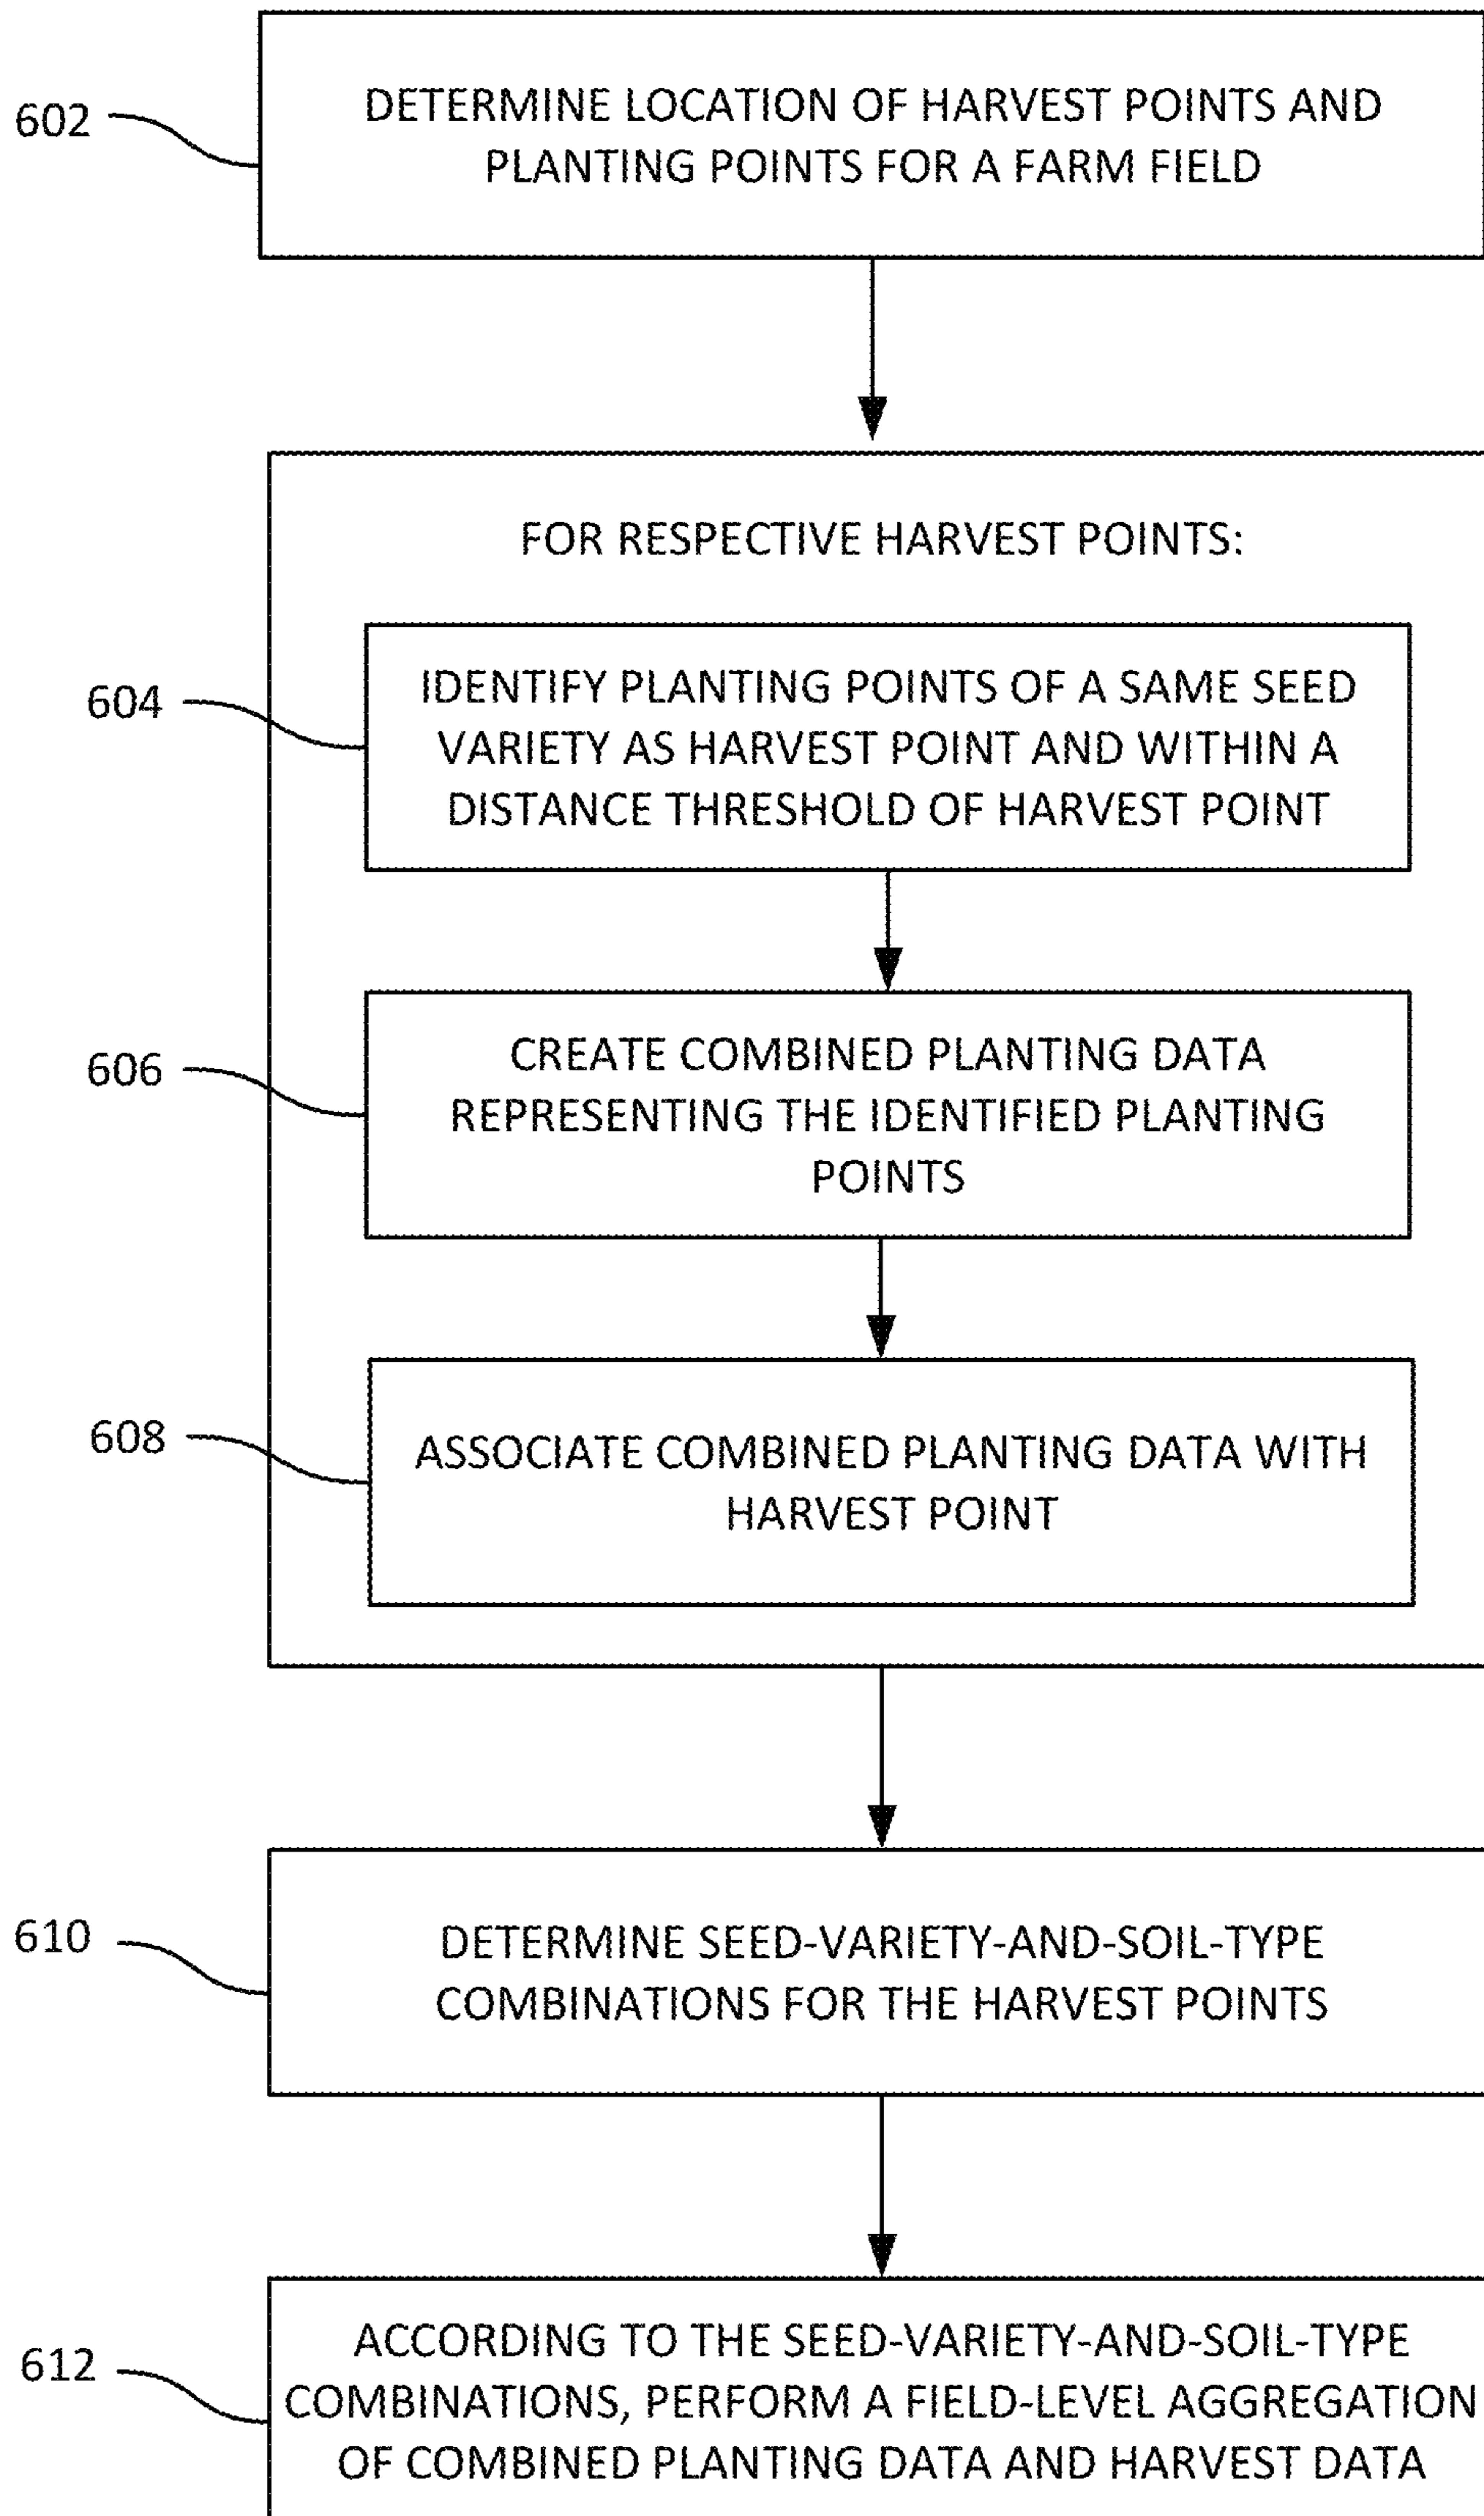 602
DETERMINE LOCATION OF HARVEST POINTS AND
PLANTING POINTS FOR A FARM FIELD
FOR RESPECTIVE HARVEST POINTS:
604
IDENTIFY PLANTING POINTS OF A SAME SEED
VARIETY AS HARVEST POINT AND WITHIN A
DISTANCE THRESHOLD OF HARVEST POINT
606
CREATE COMBINED PLANTING DATA
REPRESENTING THE IDENTIFIED PLANTING
POINTS
608
ASSOCIATE COMBINED PLANTING DATA WITH
HARVEST POINT
610
DETERMINE SEED-VARIETY-AND-SOIL-TYPE
COMBINATIONS FOR THE HARVEST POINTS
612
ACCORDING TO THE SEED-VARIETY-AND-SOIL-TYPE
COMBINATIONS, PERFORM A FIELD-LEVEL AGGREGATION
OF COMBINED PLANTING DATA AND HARVEST DATA